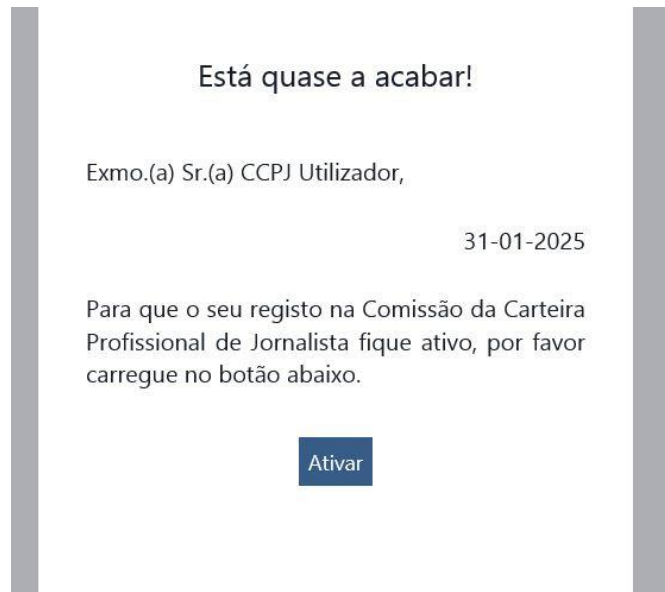 Está quase a acabar!
Exmo.(a) Sr.(a) CCPJ Utilizador,
31-01-2025
Para que o seu registo na Comissão da Carteira
Profissional de Jornalista fique ativo, por favor
carregue no botão abaixo.
Ativar